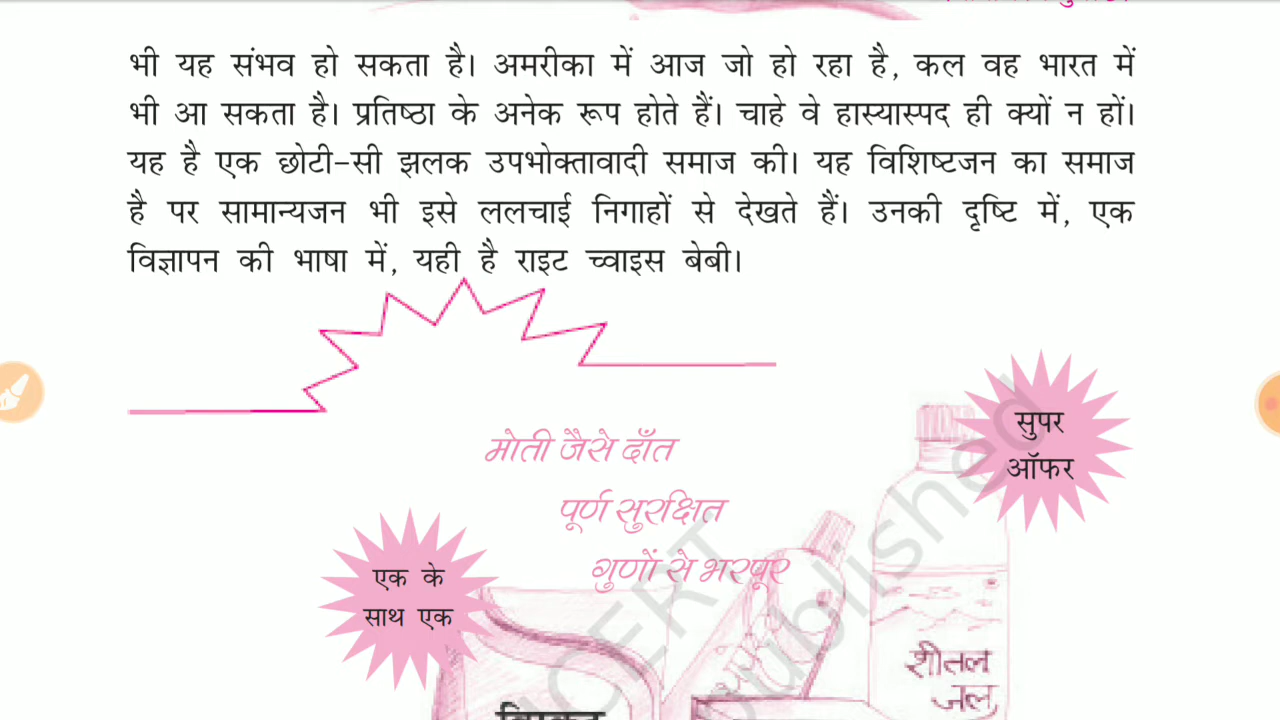 भी यह संभव हो सकता है। अमरीका में आज जो हो रहा है, कल वह भारत में
भी आ सकता है। प्रतिष्ठा के अनेक रूप होते हैं। चाहे वे हास्यास्पद ही क्यों न हों।
यह है एक छोटी-सी झलक उपभोक्तावादी समाज की। यह विशिष्टजन का समाज
है पर सामान्यजन भी इसे ललचाई निगाहों से देखते हैं। उनकी दृष्टि में, एक
विज्ञापन की भाषा में, यही है राइट च्वाइस बेबी।
सुपर
ऑफर
मोती जैसे दाँत
पूर्ण सुरक्षित
गुणों से भरपूर
एक के
साथ एक
शीतल
जल
NCERT
published